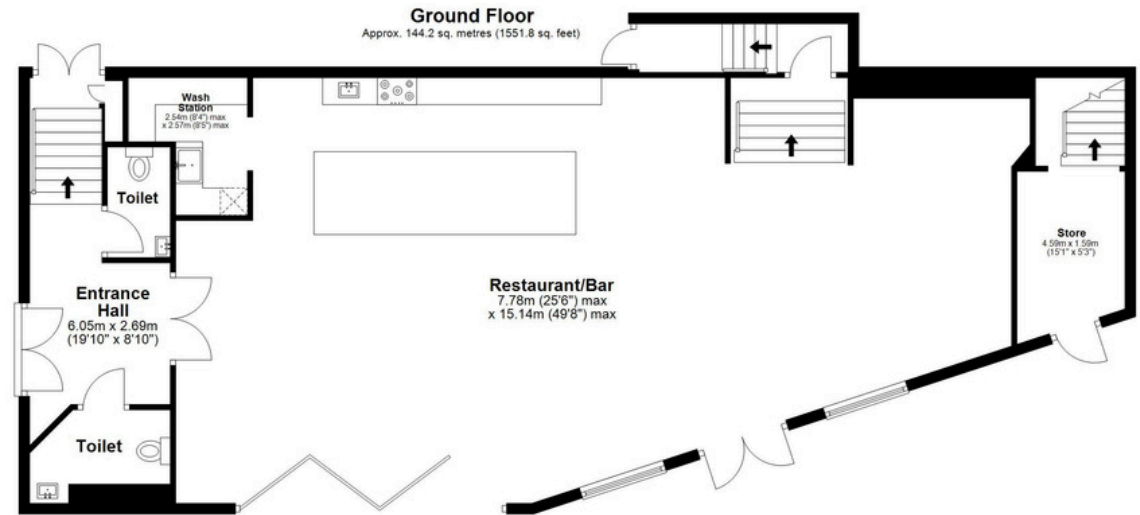 Ground Floor
Approx. 144.2 sq. metres (1551.8 sq. feet)
Wash
Station
2.54m (8'4") max
x 2.57m (8'5") max
Toilet
Store
4.59m x 1.59m
(15'1" x 5'3")
Restaurant/Bar
7.78m (25'6") max
x 15.14m (49'8") max
Entrance
Hall
6.05m x 2.69m
(19'10" x 8'10")
Toilet